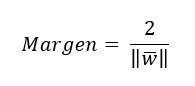 Margen = 2 / ‖w̅‖